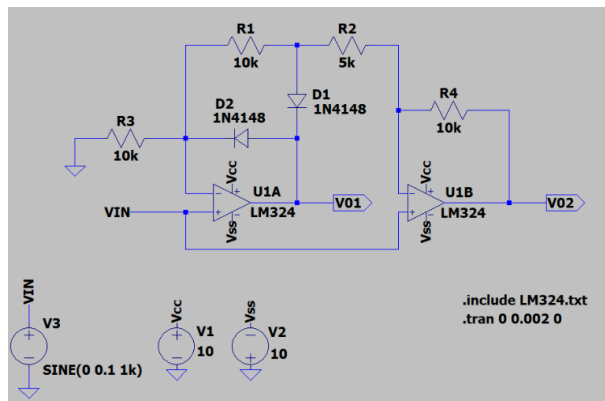 R1
10k
R2
5k
D1
1N4148
R4
10k
D2
1N4148
R3
10k
Vcc
U1A
LM324
Vss
V01
VIN
Vcc
U1B
LM324
Vss
V02
VIN
V3
SINE(0 0.1 1k)
Vcc
V1
10
Vss
V2
10
.include LM324.txt
.tran 0 0.002 0